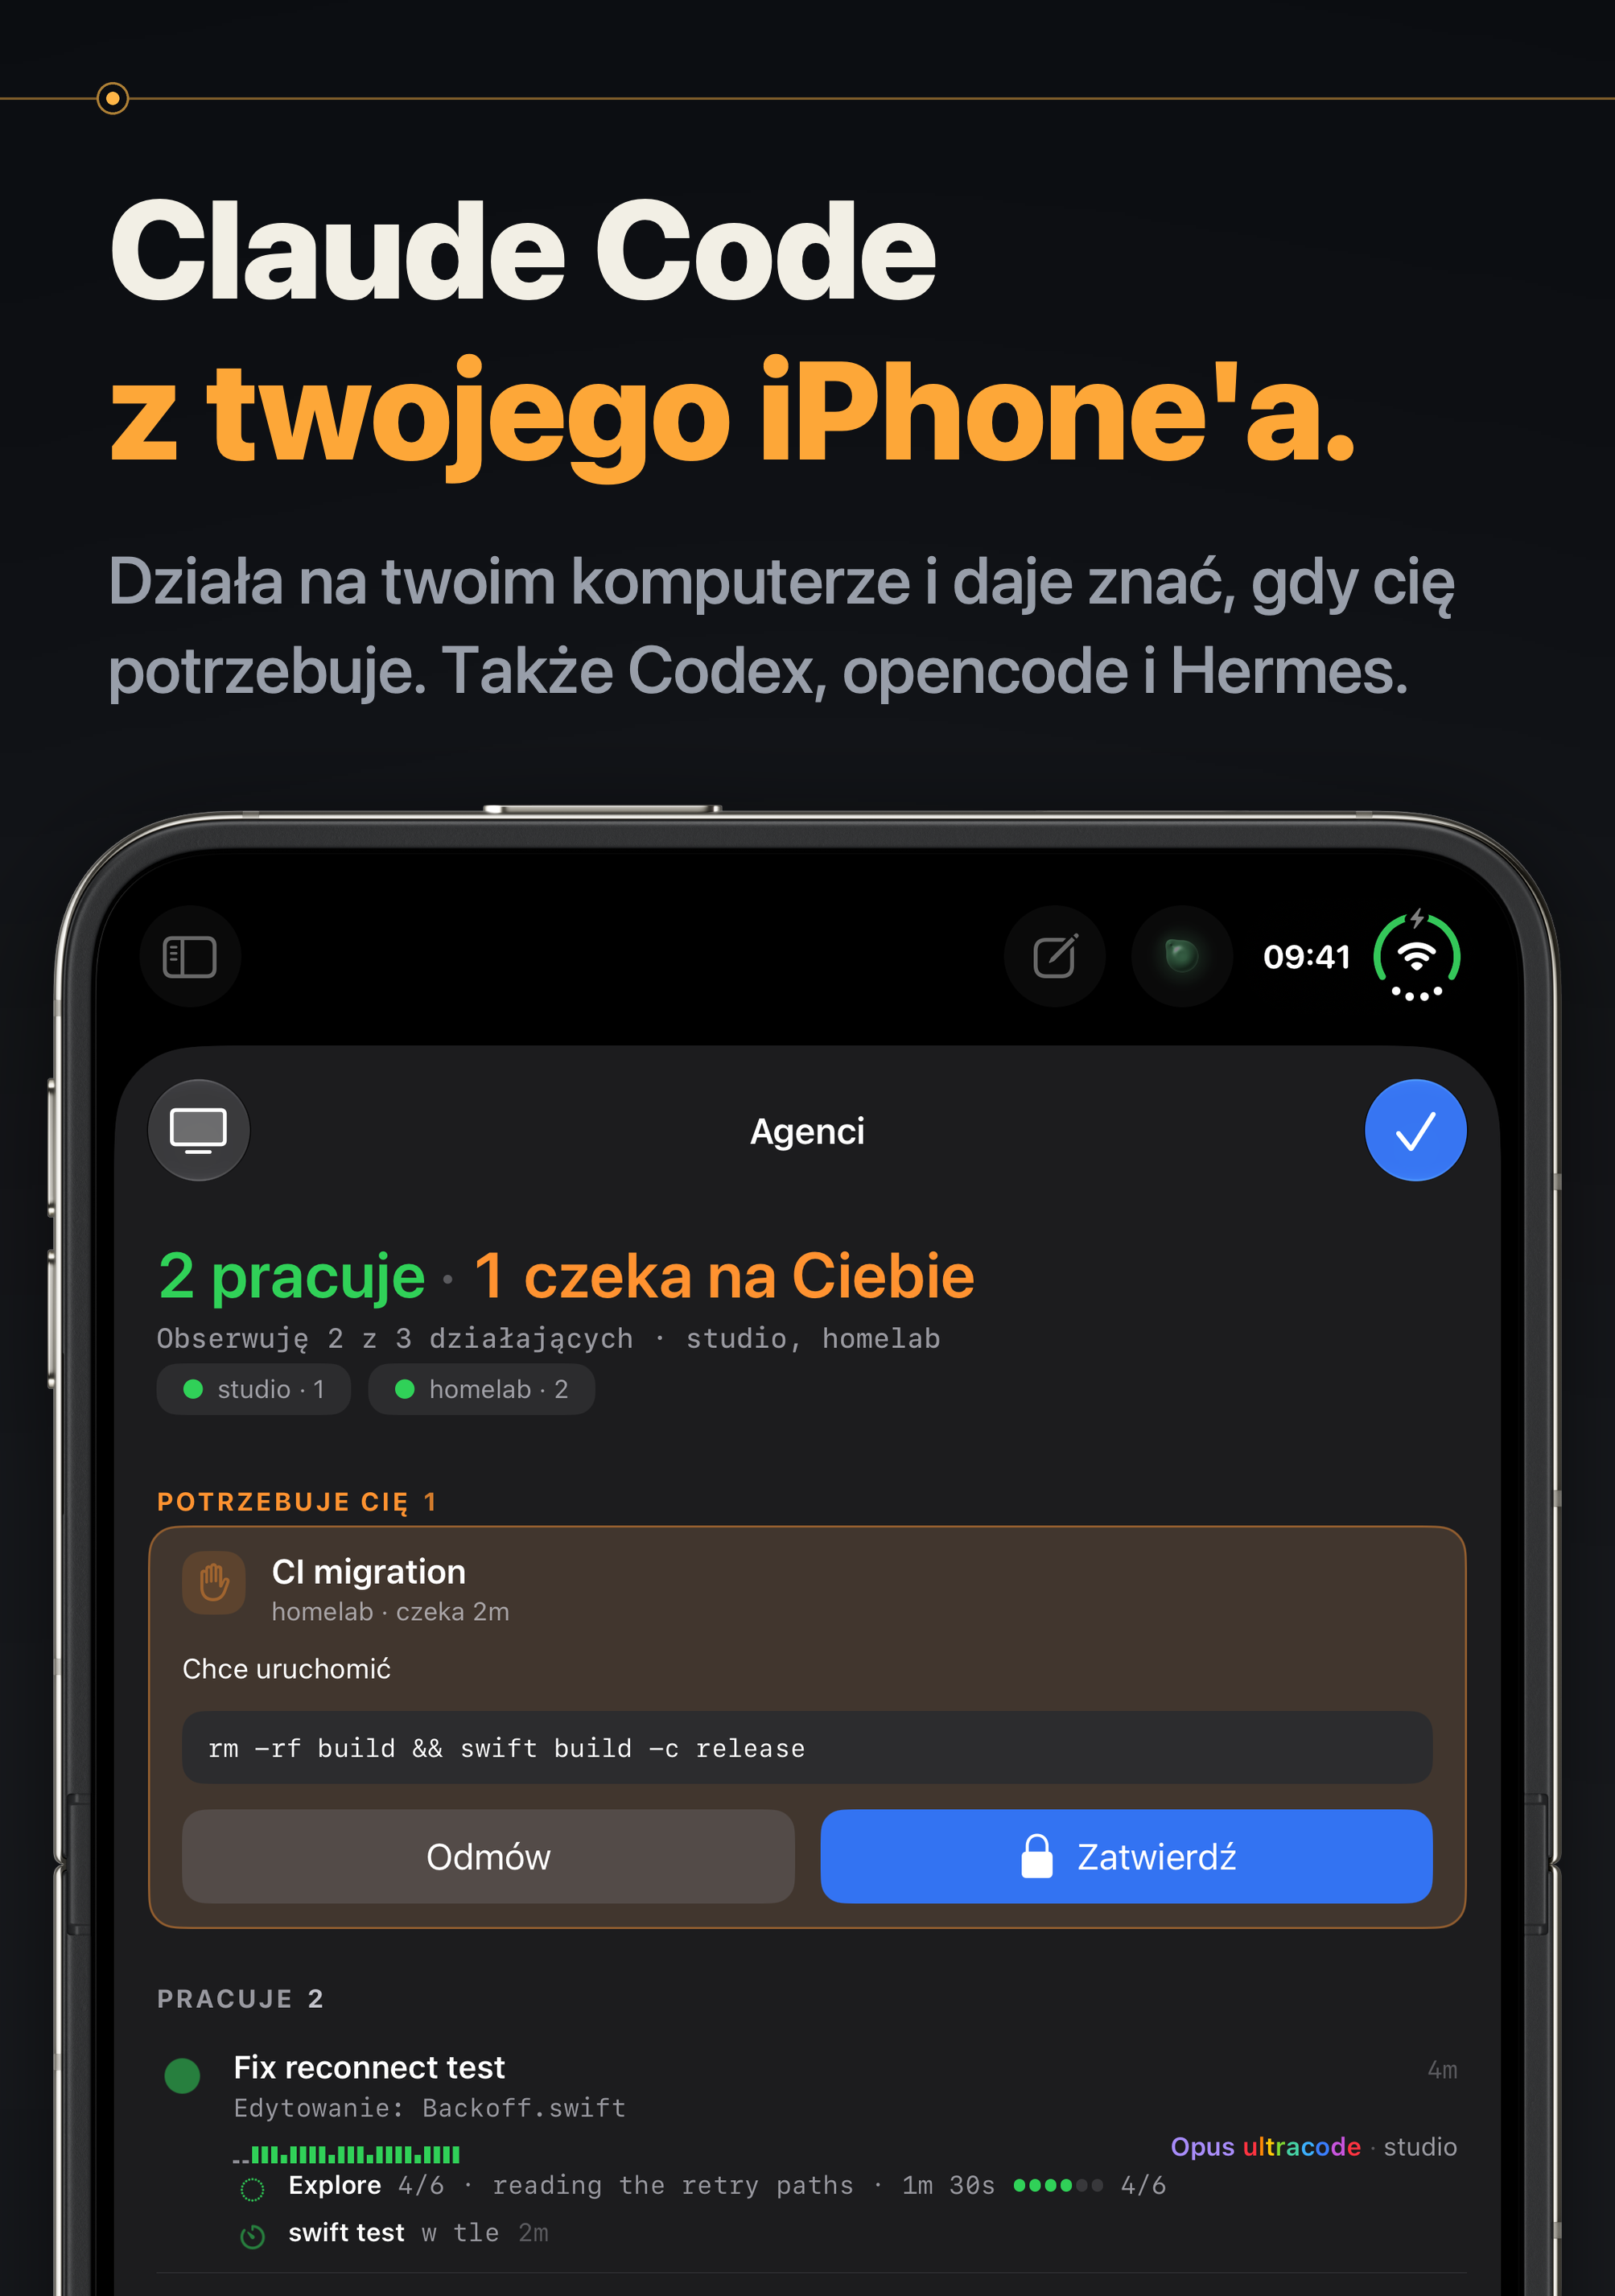 Claude Code
z twojego iPhone'a.
Działa na twoim komputerze i daje znać, gdy cię
potrzebuje. Także Codex, opencode i Hermes.
09:41
Agenci
2 pracuje · 1 czeka na Ciebie
Obserwuję 2 z 3 działających · studio, homelab
studio · 1
homelab · 2
POTRZEBUJE CIĘ 1
CI migration
homelab · czeka 2m
Chce uruchomić
rm –rf build && swift build –c release
Odmów
Zatwierdź
PRACUJE 2
Fix reconnect test
4m
Edytowanie: Backoff.swift
Opus ultracode · studio
Explore 4/6 · reading the retry paths · 1m 30s 4/6
swift test w tle 2m